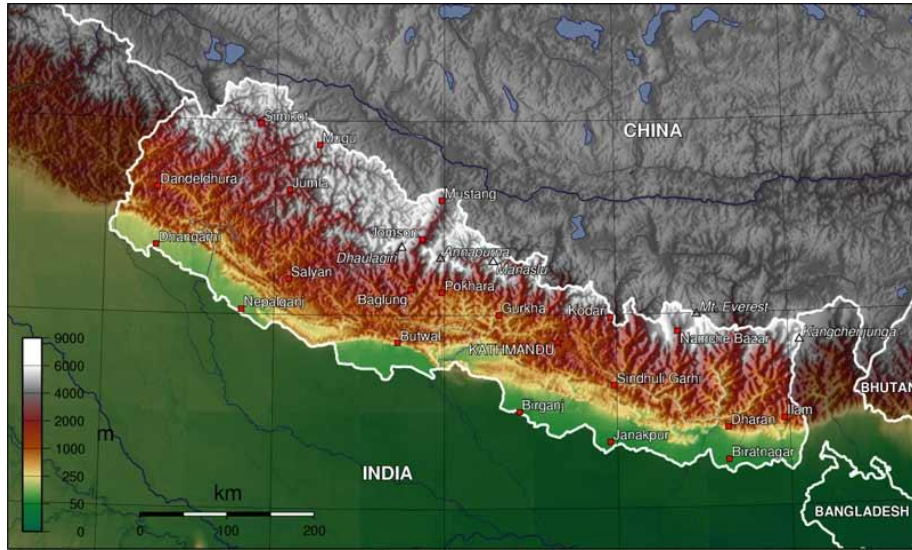 CHINA
Simikot
Mugu
Dandeldhura
Jumla
Mustang
Jomsom
Dhangarhi
Dhaulagiri
Annapurna
Manaslu
Salyan
Baglung
Pokhara
Nepalganj
Gurkha
Kodari
Mt. Everest
Namche Bazar
Kangchenjunga
Butwal
KATHMANDU
Sindhuli Garhi
BHUTAN
Birganj
Dharan
Ilam
Janakpur
Biratnagar
INDIA
BANGLADESH
9000
6000
4000
2000
1000
250
50
0
m
km
0 100 200